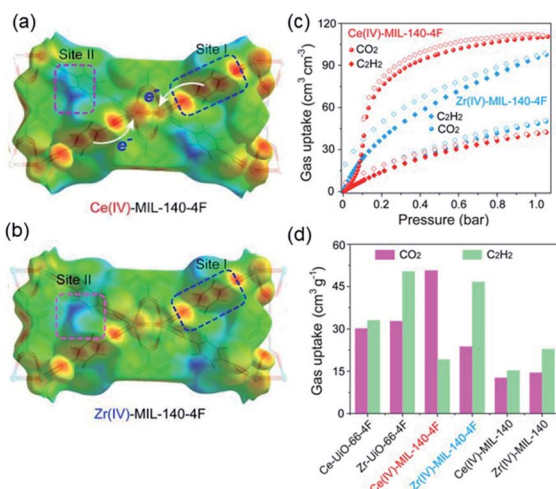 (a)
Site II
Site I
e⁻
e⁻
Ce(IV)-MIL-140-4F
(b)
Site II
Site I
Zr(IV)-MIL-140-4F
(c)
Gas uptake (cm³ cm⁻³)
120
90
60
30
0
Ce(IV)-MIL-140-4F
CO₂
C₂H₂
Zr(IV)-MIL-140-4F
C₂H₂
CO₂
0.0 0.2 0.4 0.6 0.8 1.0
Pressure (bar)
(d)
Gas uptake (cm³ g⁻¹)
60
45
30
15
0
CO₂ C₂H₂
Ce-UiO-66-4F
Zr-UiO-66-4F
Ce(IV)-MIL-140-4F
Zr(IV)-MIL-140-4F
Ce(IV)-MIL-140
Zr(IV)-MIL-140